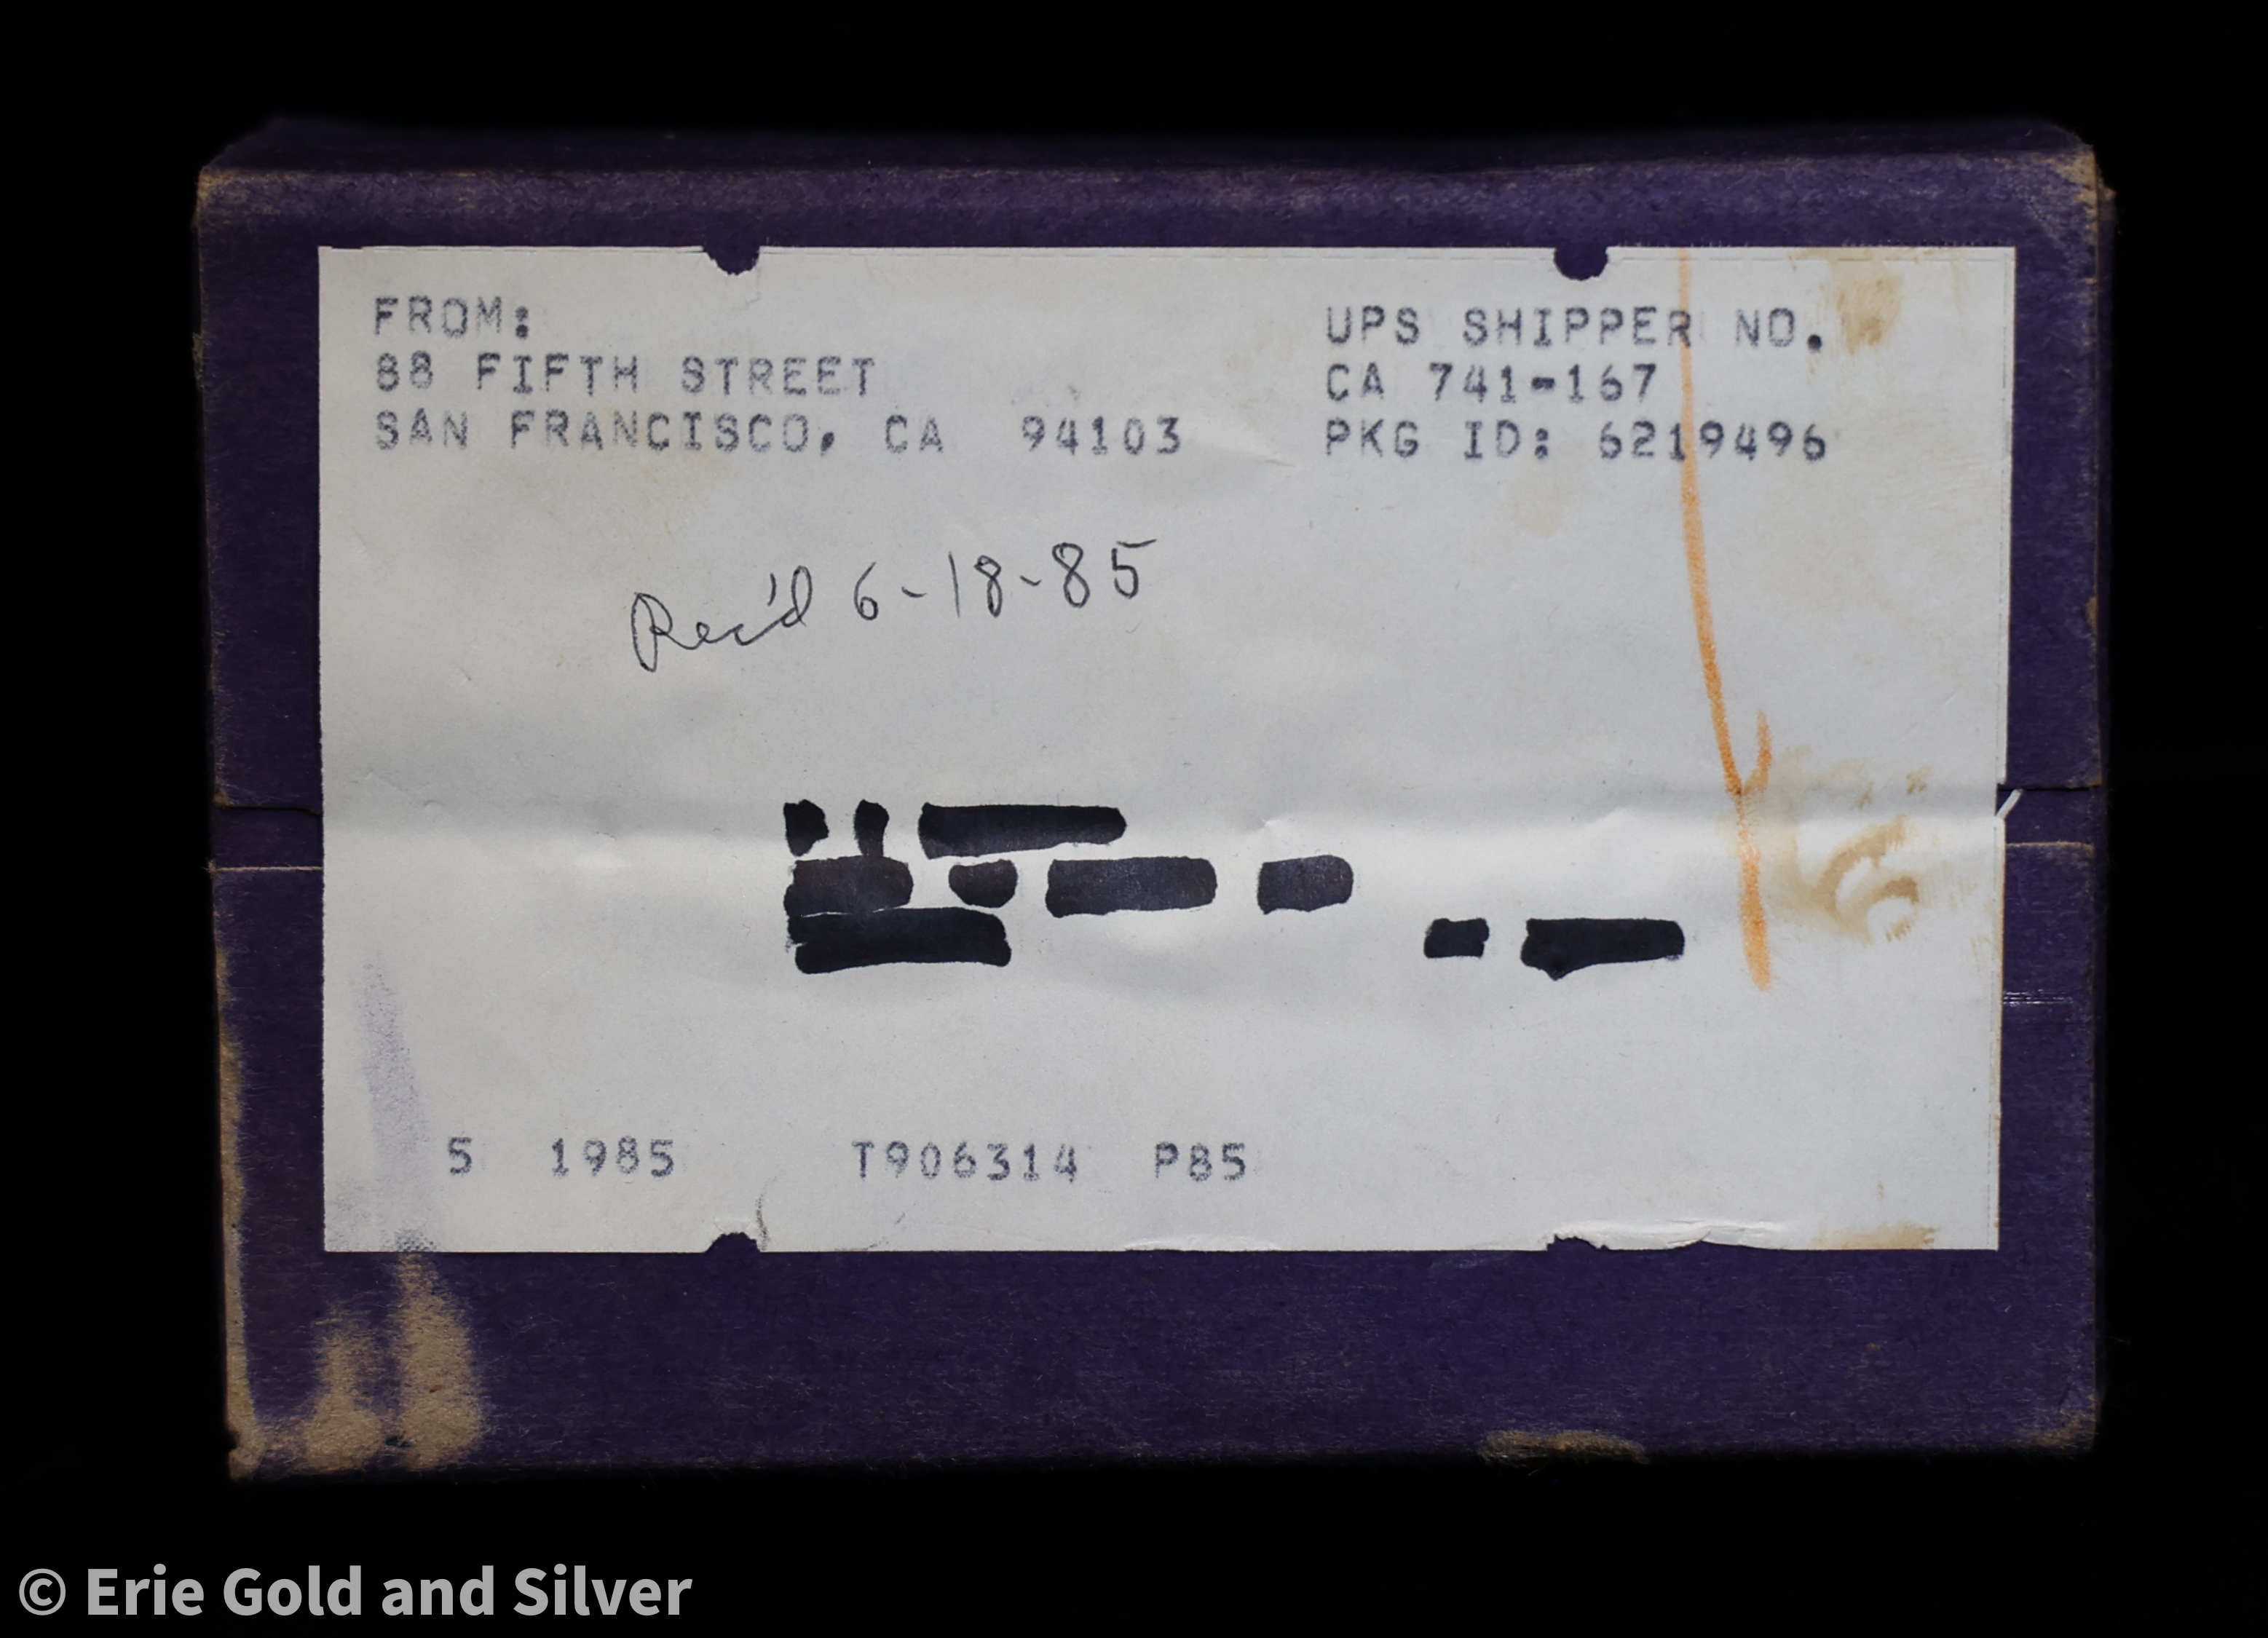 FROM:
88 FIFTH STREET
SAN FRANCISCO, CA 94103
UPS SHIPPER NO.
CA 741-167
PKG ID: 6219496
Rec'd 6-18-85
5 1985 T906314 P85
© Erie Gold and Silver